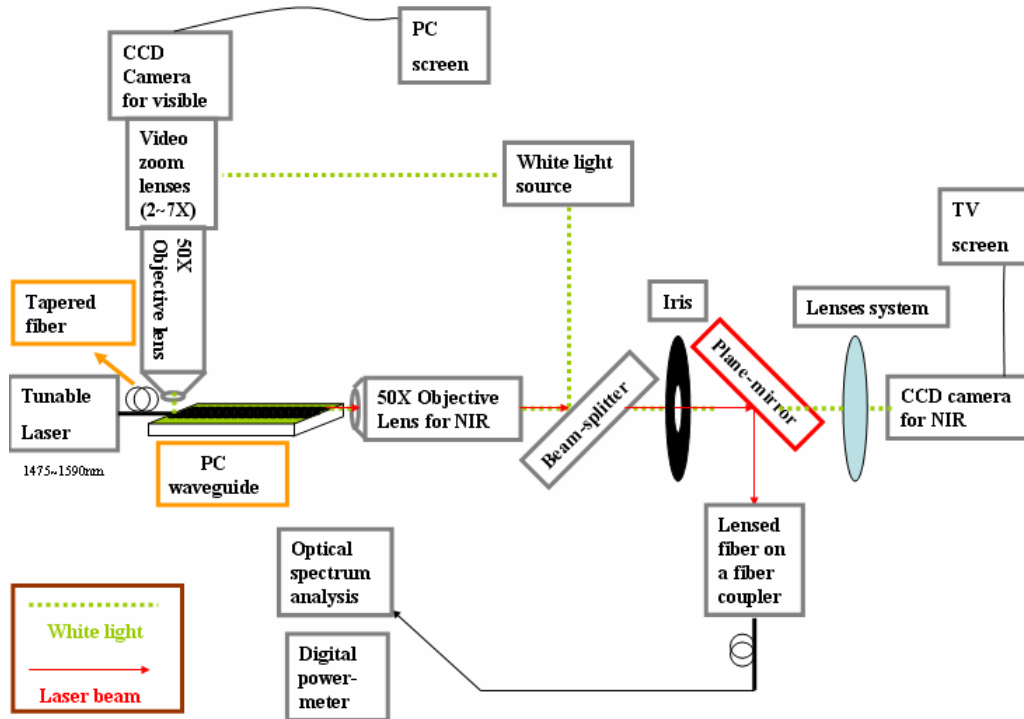 CCD
Camera
for visible
PC
screen
Video
zoom
lenses
(2~7X)
White light
source
50X
Objective lens
TV
screen
Tapered
fiber
Iris
Lenses system
Tunable
Laser
1475~1590nm
50X Objective
Lens for NIR
Beam-splitter
Plane-mirror
CCD camera
for NIR
PC
waveguide
Lensed
fiber on
a fiber
coupler
Optical
spectrum
analysis
Digital
power-
meter
White light
Laser beam